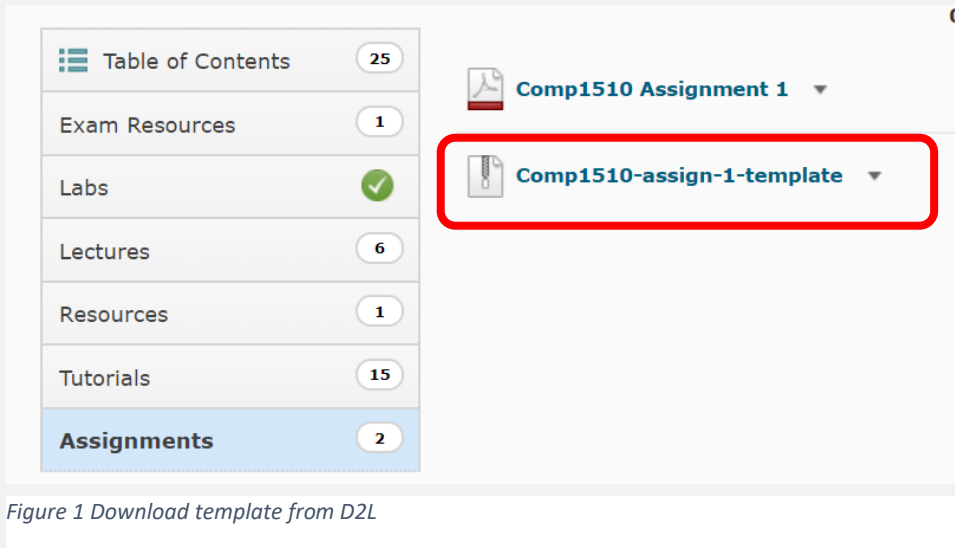 Table of Contents 25
Exam Resources 1
Labs
Lectures 6
Resources 1
Tutorials 15
Assignments 2
Comp1510 Assignment 1
Comp1510-assign-1-template
Figure 1 Download template from D2L